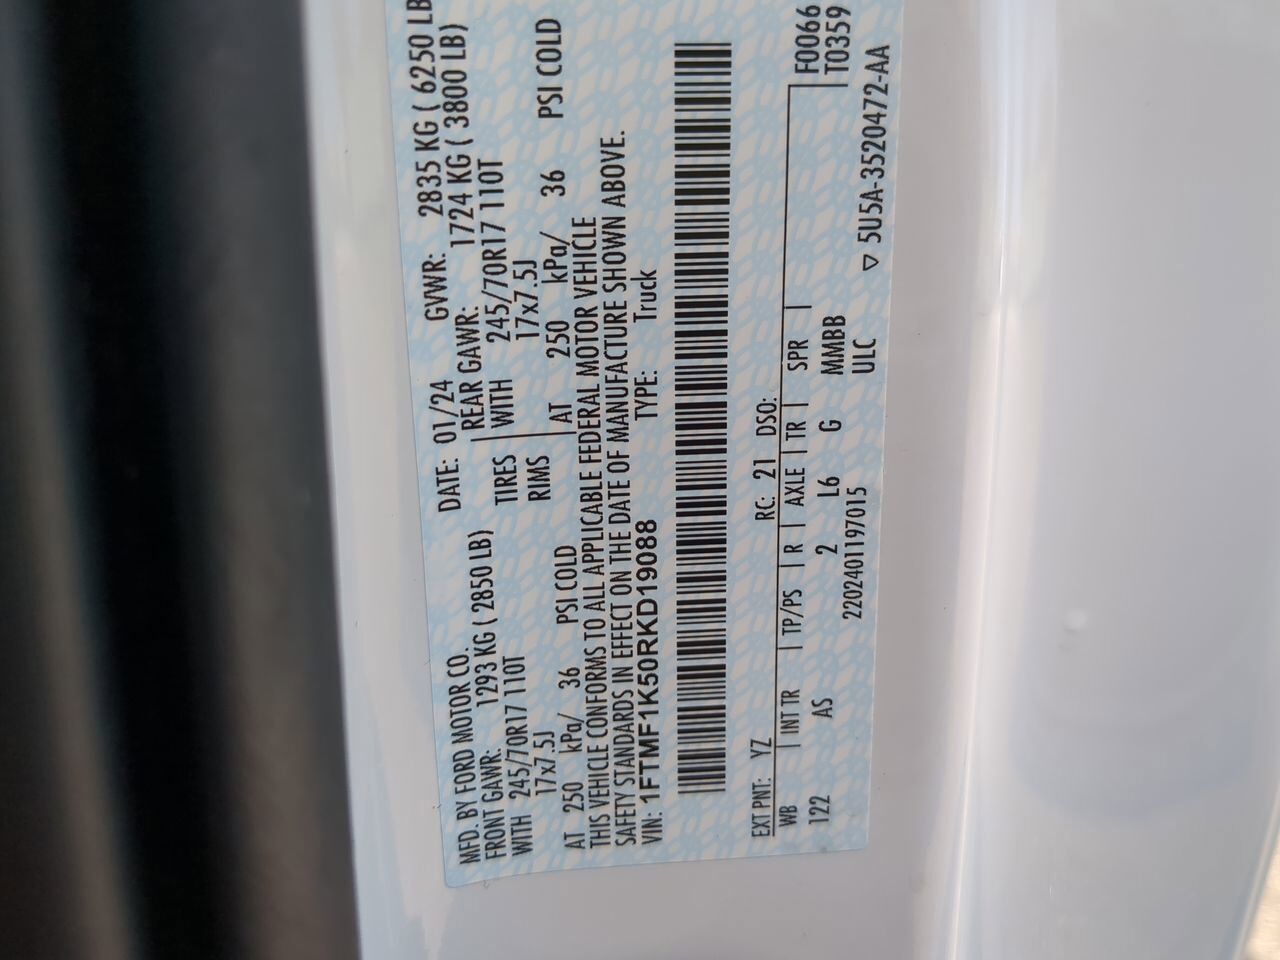 MFD. BY FORD MOTOR CO. DATE: 01/24 GVWR: 2835 KG ( 6250 LB
FRONT GAWR: 1293 KG ( 2850 LB) REAR GAWR: 1724 KG ( 3800 LB)
WITH 245/70R17 110T TIRES WITH 245/70R17 110T
17x7.5J RIMS 17x7.5J
AT 250 kPa/ 36 PSI COLD AT 250 kPa/ 36 PSI COLD
THIS VEHICLE CONFORMS TO ALL APPLICABLE FEDERAL MOTOR VEHICLE
SAFETY STANDARDS IN EFFECT ON THE DATE OF MANUFACTURE SHOWN ABOVE.
VIN: 1FTMF1K50RKD19088 TYPE: Truck
EXT PNT: YZ RC: 21 DSO: F0066
WB INT TR TP/PS R AXLE TR SPR T0359
122 AS 2 L6 G MMBB
220240119​7015 ULC ▽ 5U5A-3520472-AA